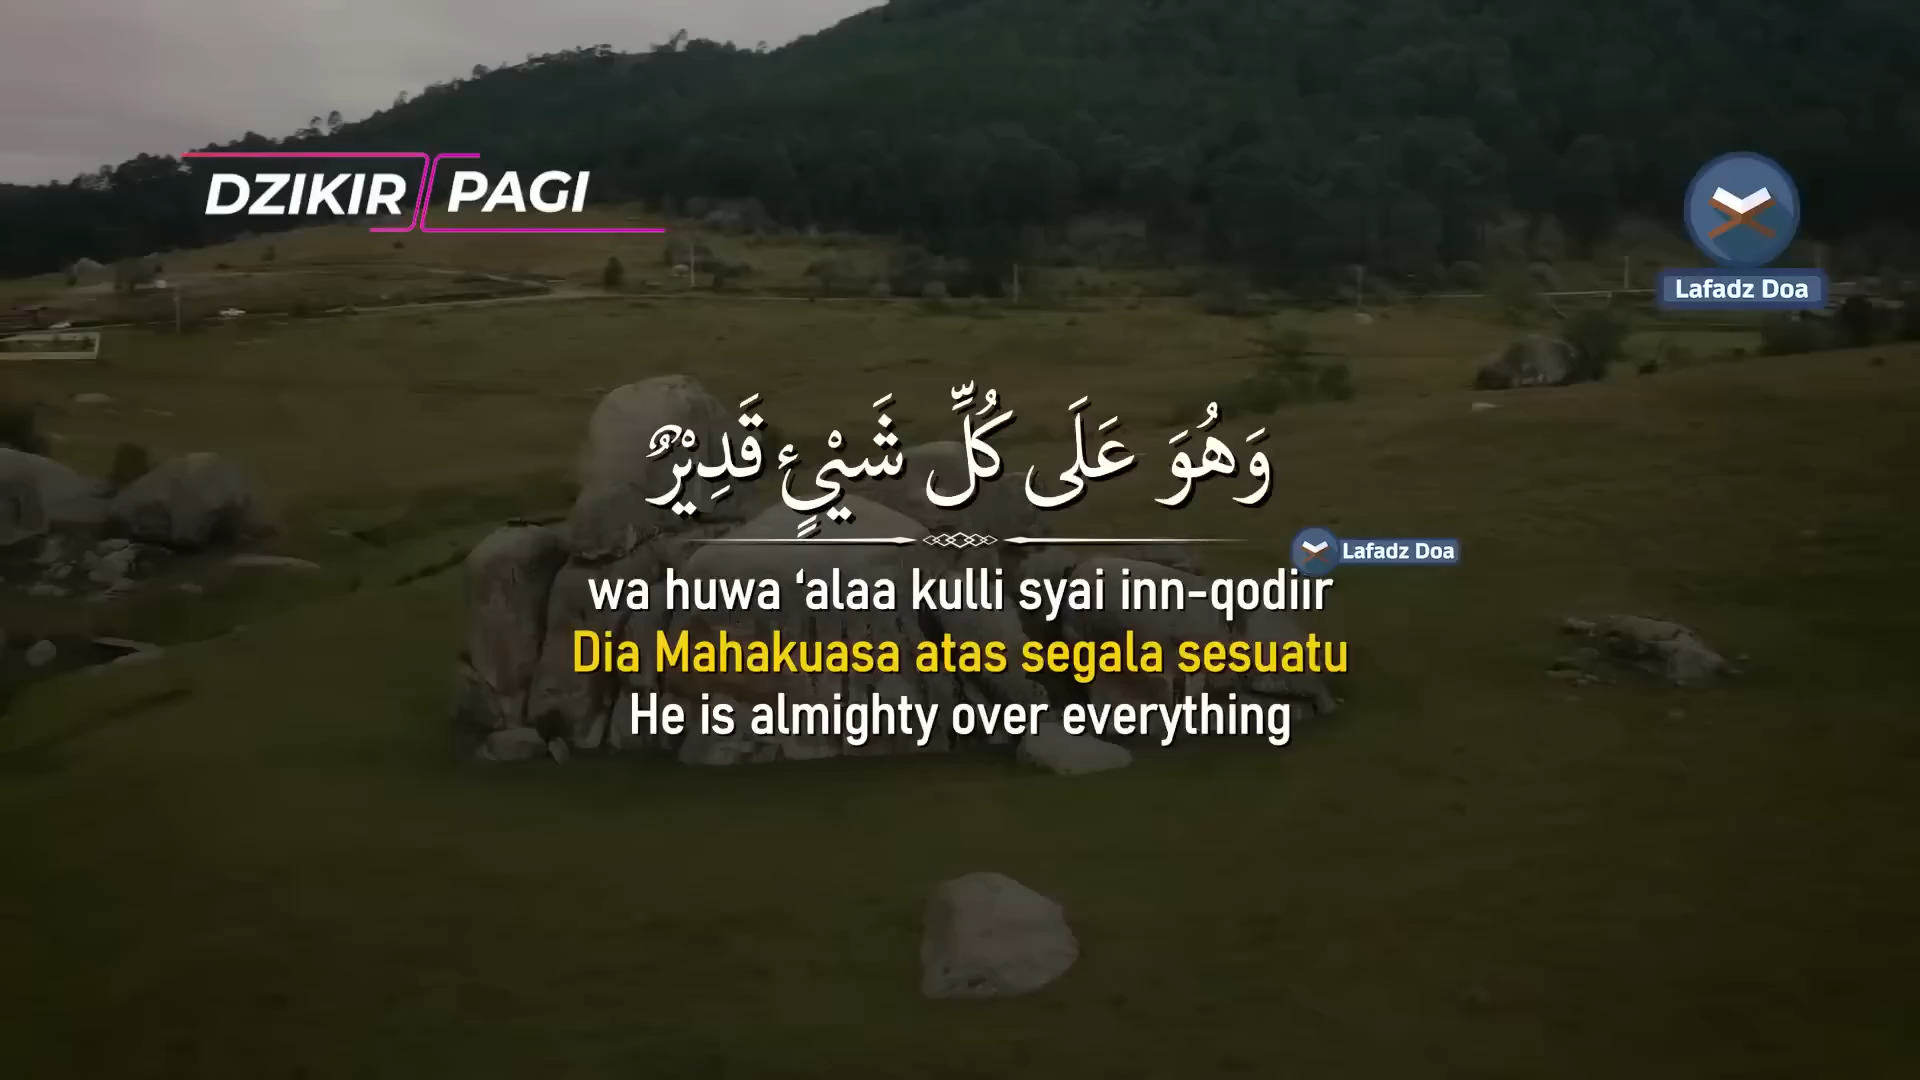 DZIKIR PAGI
Lafadz Doa
وَهُوَ عَلَى كُلِّ شَيْءٍ قَدِيْرٌ
Lafadz Doa
wa huwa ‘alaa kulli syai inn-qodiir
Dia Mahakuasa atas segala sesuatu
He is almighty over everything